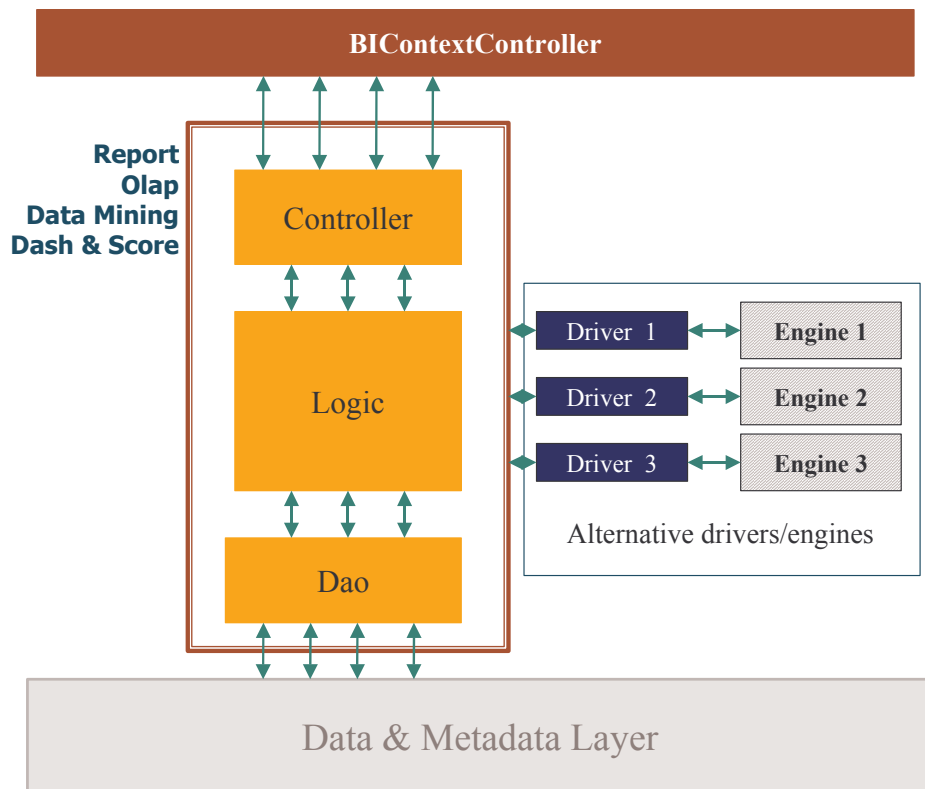 BIContextController
Report
Olap
Data Mining
Dash & Score
Controller
Logic
Dao
Driver 1
Engine 1
Driver 2
Engine 2
Driver 3
Engine 3
Alternative drivers/engines
Data & Metadata Layer